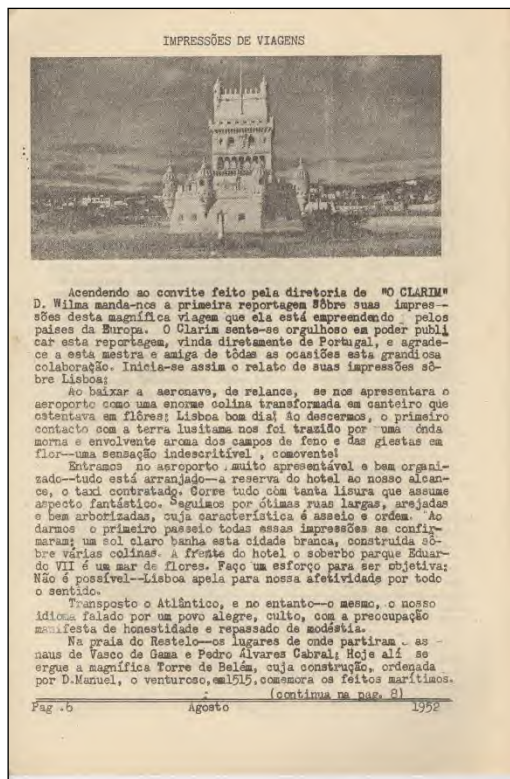 IMPRESSÕES DE VIAGENS
Acendendo ao convite feito pela diretoria de "O CLARIM"
D. Wilma manda-nos a primeira reportagem sôbre suas impres--
sões desta magnífica viagem que ela está empreendendo pelos
paises da Europa. O Clarim sente-se orgulhoso em poder publi
car esta reportagem, vinda diretamente de Portugal, e agrade-
ce a esta mestra e amiga de tôdas as ocasiões esta grandiosa
colaboração. Inicia-se assim o relato de suas impressões sô-
bre Lisboa:
Ao baixar a aeronave, de relance, se nos apresentara o
aeroporto como uma enorme colina transformada em canteiro que
ostentava em flôres: Lisboa bom dia! Ao descermos, o primeiro
contacto com a terra lusitama nos foi trazido por uma ónda
morna e envolvente aroma dos campos de feno e das giestas em
flor--uma sensação indescritível , comovente!
Entramos no aeroporto muito apresentável e bem organi-
zado--tudo está arranjado--a reserva do hotel ao nosso alcan-
ce, o taxi contratado. Corre tudo còm tanta lisura que assume
aspecto fantástico. Seguimos por ótimas ruas largas, arejadas
e bem arborizadas, cuja característica é asseio e ordem. Ao
darmos o primeiro passeio todas essas impressões se confir-
maram; um sol claro banha esta cidade branca, construida sô-
bre várias colinas. A frente do hotel o soberbo parque Eduar-
do VII é um mar de flores. Faço um esforço para ser objetiva:
Não é possível--Lisboa apela para nossa afetividade por todo
o sentido.
Transposto o Atlântico, e no entanto--o mesmo, o nosso
idioma falado por um povo alegre, culto, com a preocupação
manifesta de honestidade e repassado de modéstia.
Na praia do Restelo--os lugares de onde partiram as
naus de Vasco de Gama e Pedro Álvares Cabral; Hoje alí se
ergue a magnífica Torre de Belém, cuja construção, ordenada
por D.Manuel, o venturoso,em1515,comemora os feitos marítimos.
(continua na pag. 8)
Pag .6 Agosto 1952